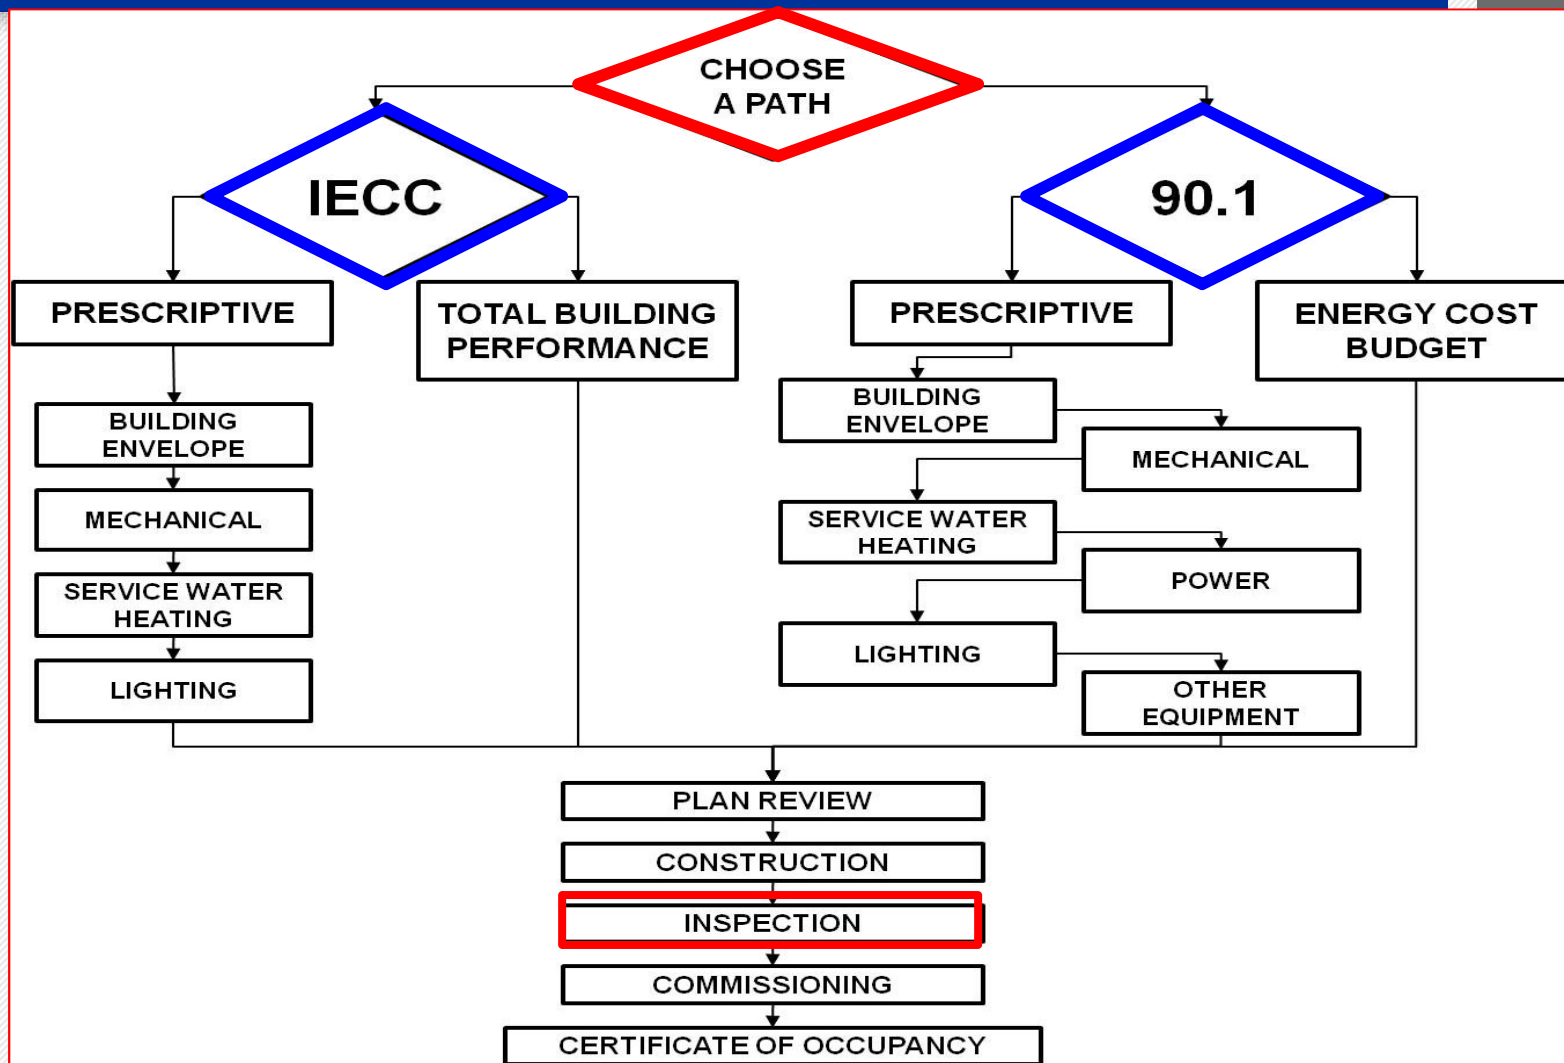 CHOOSE
A PATH
IECC
90.1
PRESCRIPTIVE
TOTAL BUILDING
PERFORMANCE
PRESCRIPTIVE
ENERGY COST
BUDGET
BUILDING
ENVELOPE
MECHANICAL
SERVICE WATER
HEATING
LIGHTING
BUILDING
ENVELOPE
MECHANICAL
SERVICE WATER
HEATING
POWER
LIGHTING
OTHER
EQUIPMENT
PLAN REVIEW
CONSTRUCTION
INSPECTION
COMMISSIONING
CERTIFICATE OF OCCUPANCY